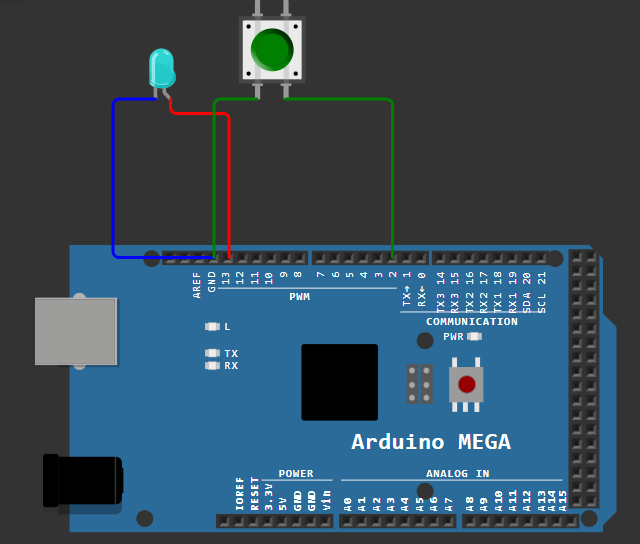 AREF
GND
13
12
11
10
9
8
7
6
5
4
3
2
TX→ 1
RX← 0
TX3 14
RX3 15
TX2 16
RX2 17
TX1 18
RX1 19
SDA 20
SCL 21
PWM
COMMUNICATION
L
PWR
TX
RX
Arduino MEGA
POWER
ANALOG IN
IOREF
RESET
3.3V
5V
GND
GND
Vin
A0
A1
A2
A3
A4
A5
A6
A7
A8
A9
A10
A11
A12
A13
A14
A15